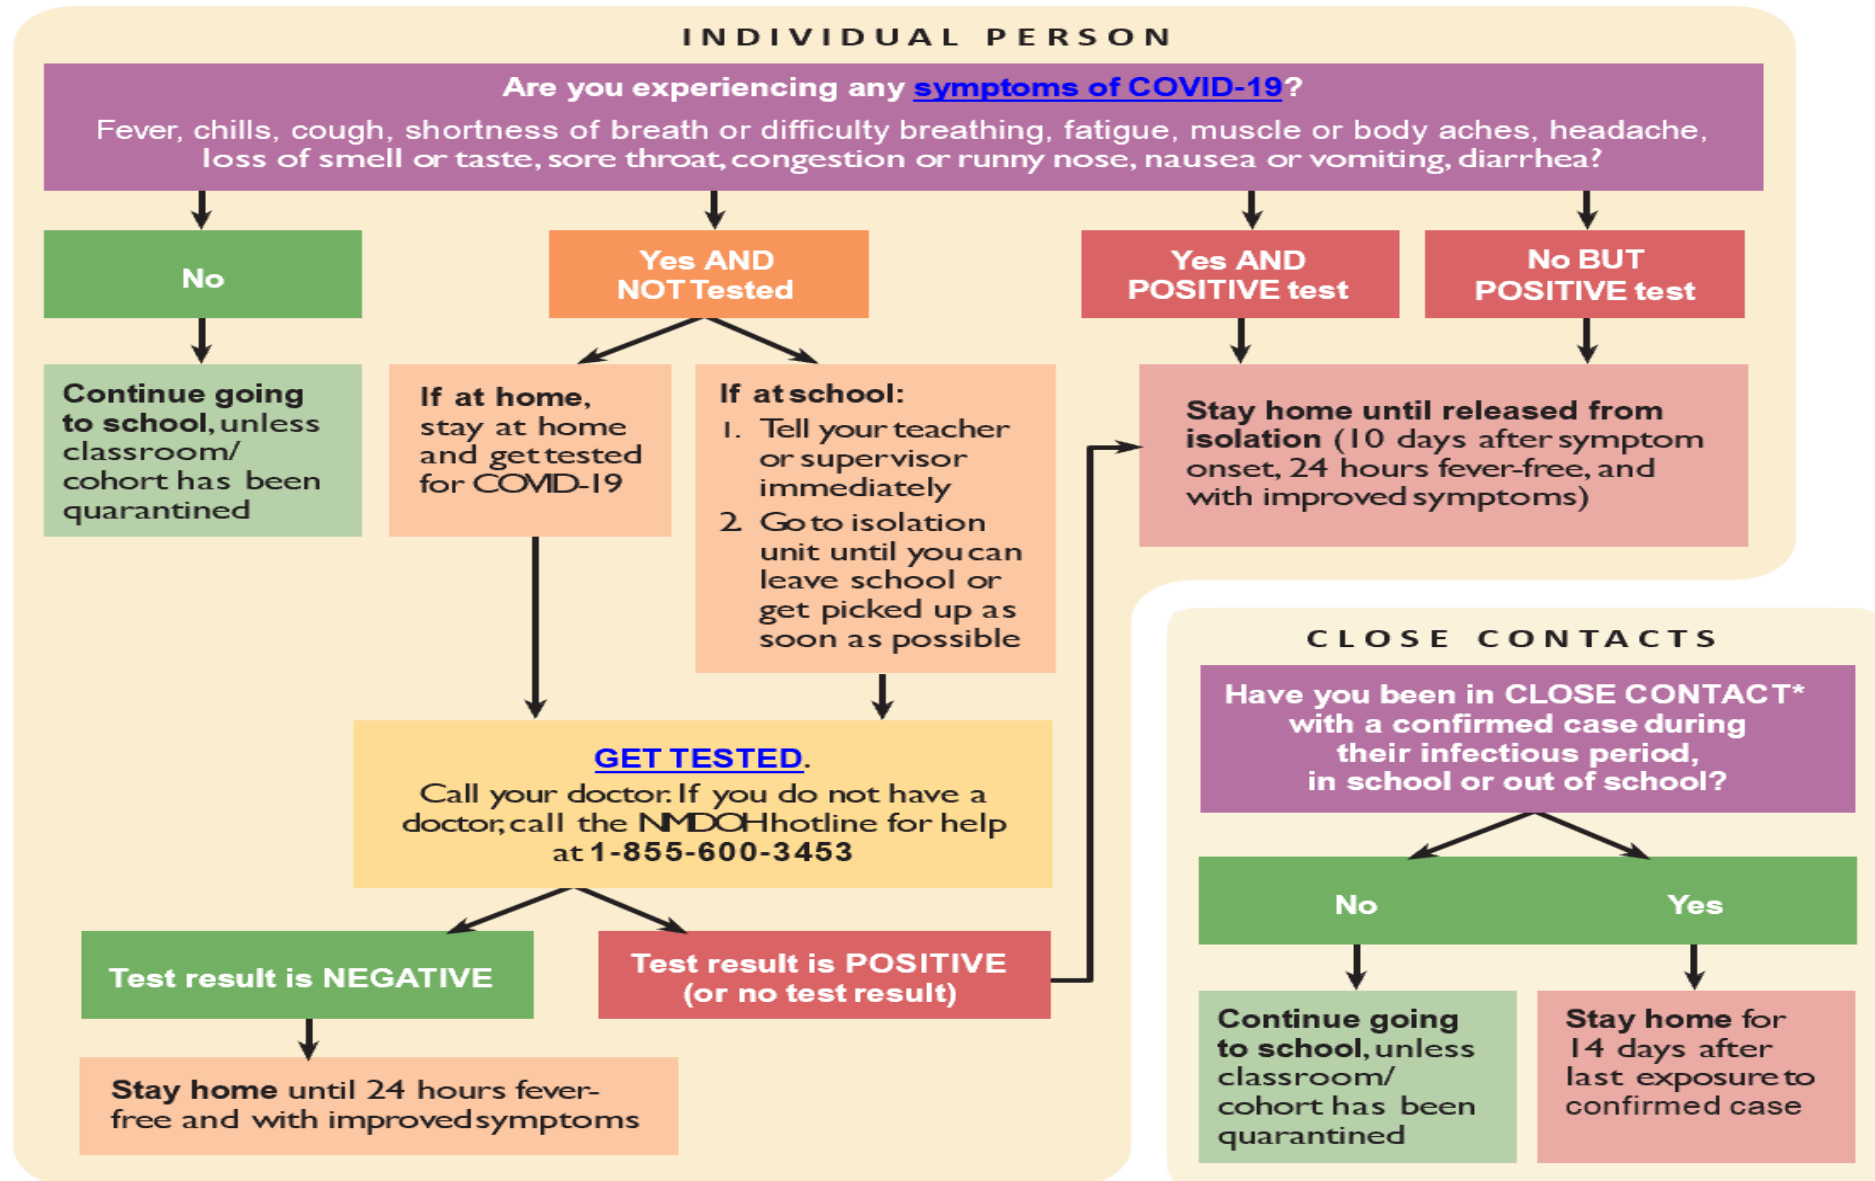 INDIVIDUAL PERSON
Are you experiencing any symptoms of COVID-19?
Fever, chills, cough, shortness of breath or difficulty breathing, fatigue, muscle or body aches, headache,
loss of smell or taste, sore throat, congestion or runny nose, nausea or vomiting, diarrhea?
No
Yes AND
NOT Tested
Yes AND
POSITIVE test
No BUT
POSITIVE test
Continue going
to school, unless
classroom/
cohort has been
quarantined
If at home,
stay at home
and get tested
for COVID-19
If at school:
1. Tell your teacher
or supervisor
immediately
2. Go to isolation
unit until you can
leave school or
get picked up as
soon as possible
Stay home until released from
isolation (10 days after symptom
onset, 24 hours fever-free, and
with improved symptoms)
GET TESTED.
Call your doctor. If you do not have a
doctor, call the NMDOH hotline for help
at 1-855-600-3453
Test result is NEGATIVE
Test result is POSITIVE
(or no test result)
Stay home until 24 hours fever-
free and with improved symptoms
CLOSE CONTACTS
Have you been in CLOSE CONTACT*
with a confirmed case during
their infectious period,
in school or out of school?
No
Yes
Continue going
to school, unless
classroom/
cohort has been
quarantined
Stay home for
14 days after
last exposure to
confirmed case